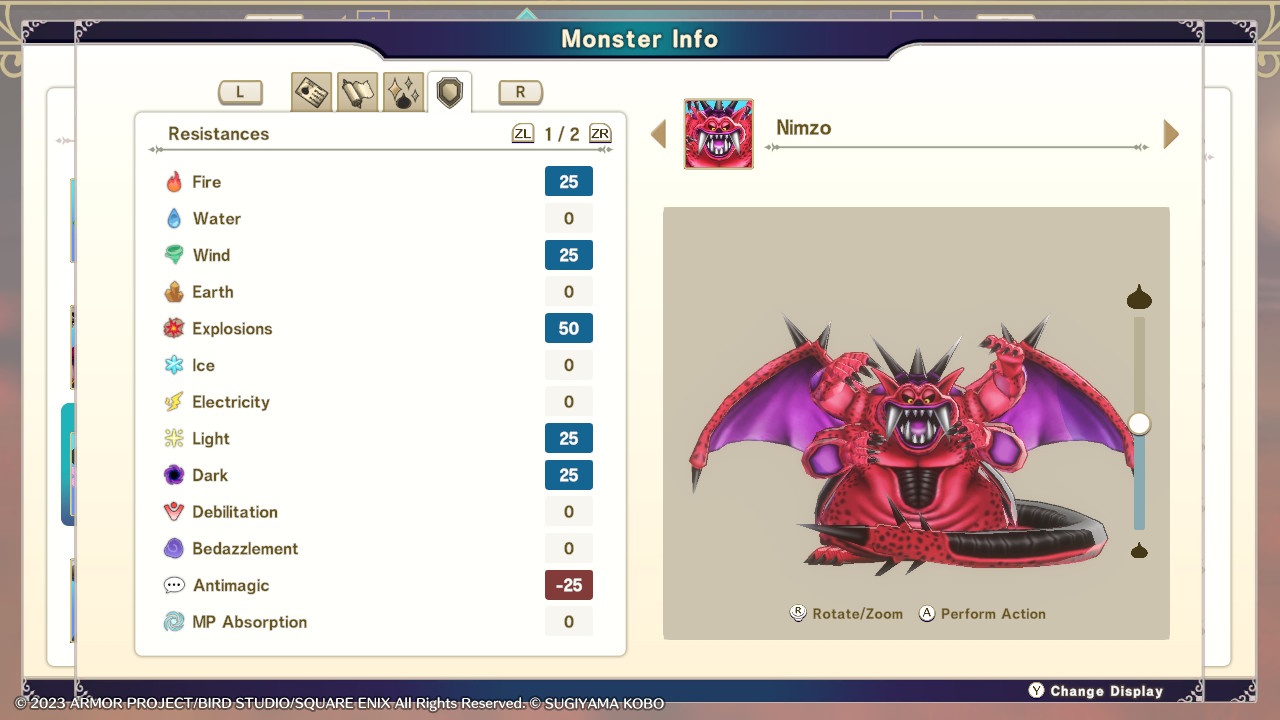 Monster Info
L R
Resistances ZL 1 / 2 ZR
Nimzo
Fire 25
Water 0
Wind 25
Earth 0
Explosions 50
Ice 0
Electricity 0
Light 25
Dark 25
Debilitation 0
Bedazzlement 0
Antimagic -25
MP Absorption 0
R Rotate/Zoom A Perform Action
Y Change Display
© 2023 ARMOR PROJECT/BIRD STUDIO/SQUARE ENIX All Rights Reserved. © SUGIYAMA KOBO